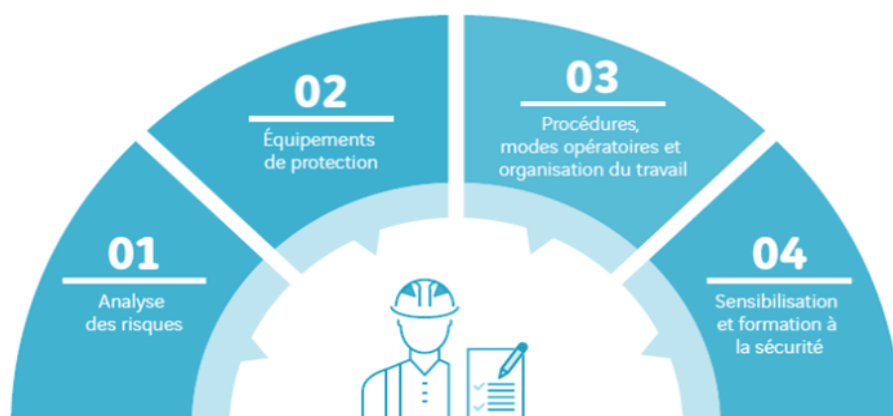 01
Analyse
des risques
02
Équipements
de protection
03
Procédures,
modes opératoires et
organisation du travail
04
Sensibilisation
et formation à
la sécurité